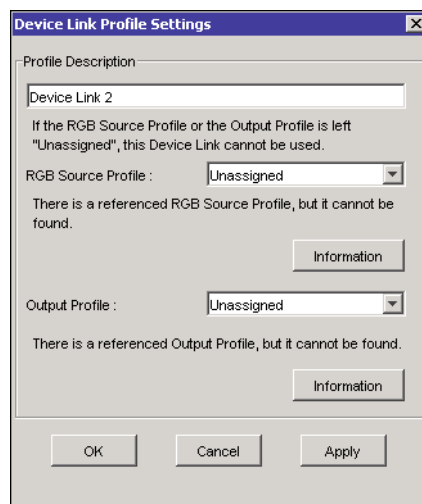 Device Link Profile Settings
Profile Description
Device Link 2
If the RGB Source Profile or the Output Profile is left
"Unassigned", this Device Link cannot be used.
RGB Source Profile :
Unassigned
There is a referenced RGB Source Profile, but it cannot be
found.
Information
Output Profile :
Unassigned
There is a referenced Output Profile, but it cannot be found.
Information
OK
Cancel
Apply